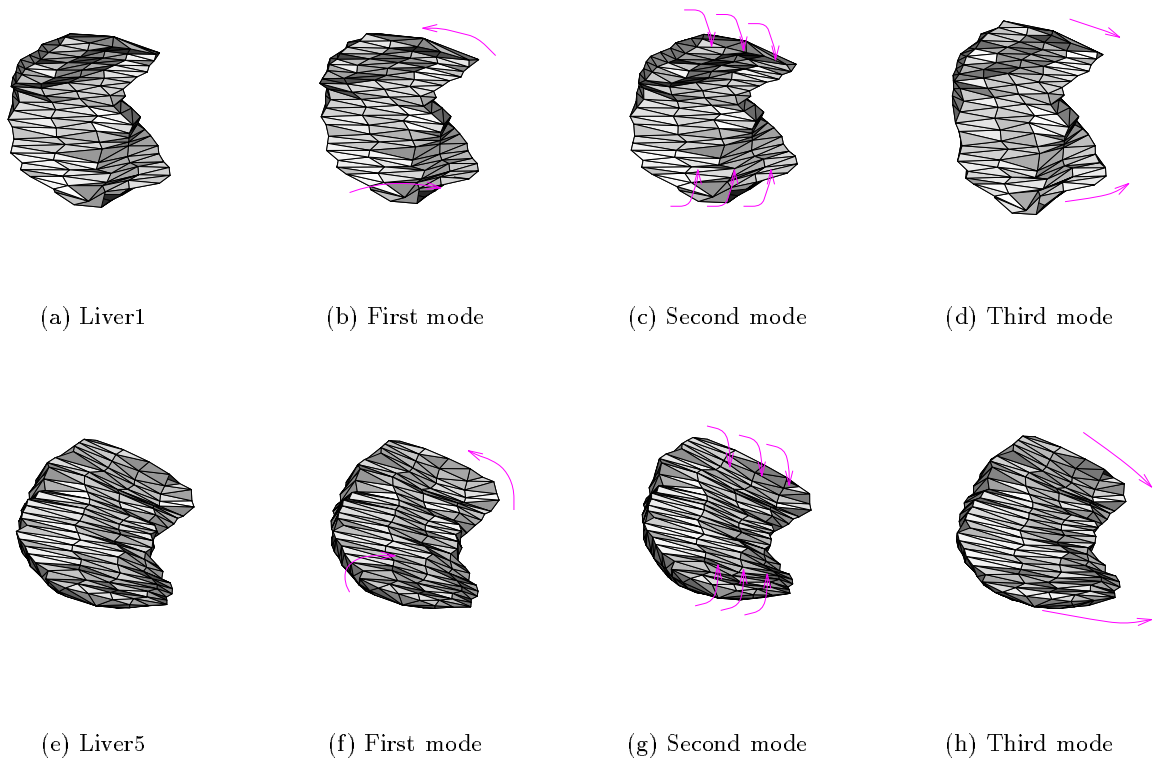 (a) Liver1
(b) First mode
(c) Second mode
(d) Third mode
(e) Liver5
(f) First mode
(g) Second mode
(h) Third mode